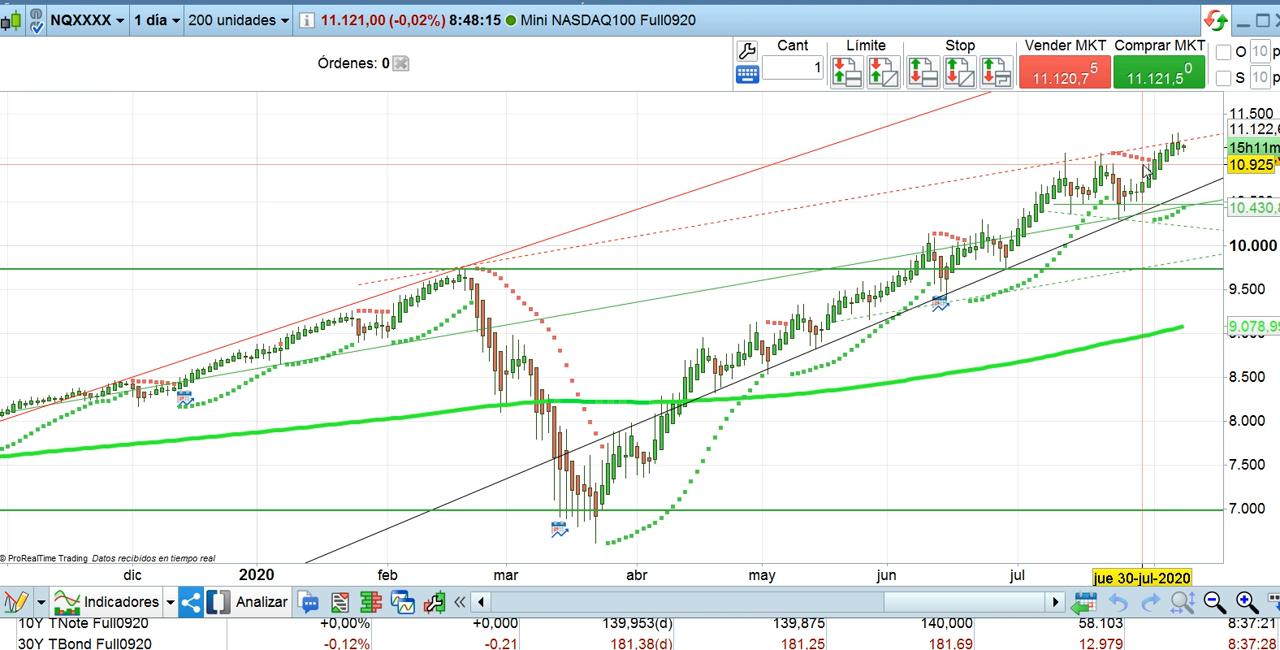 NQXXXX 1 día 200 unidades 11.121,00 (-0,02%) 8:48:15 Mini NASDAQ100 Full0920
Órdenes: 0 Cant Límite Stop Vender MKT Comprar MKT O 10 p
1 11.120,7 5 11.121,5 0 S 10 p
11.500
11.122,
15h11m
10.925
10.430,
10.000
9.500
9.078,9
8.500
8.000
7.500
7.000
© ProRealTime Trading Datos recibidos en tiempo real
dic 2020 feb mar abr may jun jul jue 30-jul-2020
Indicadores Analizar
10Y TNote Full0920 +0,00% +0,000 139,953(d) 139,875 140,000 58.103 8:37:21
30Y TBond Full0920 -0.12% -0.21 181.38(d) 181.25 181.69 12.979 8:37:28